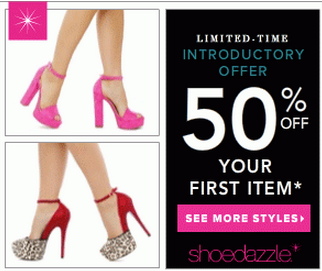 LIMITED-TIME
INTRODUCTORY
OFFER
50% OFF
YOUR
FIRST ITEM*
SEE MORE STYLES
shoedazzle.*